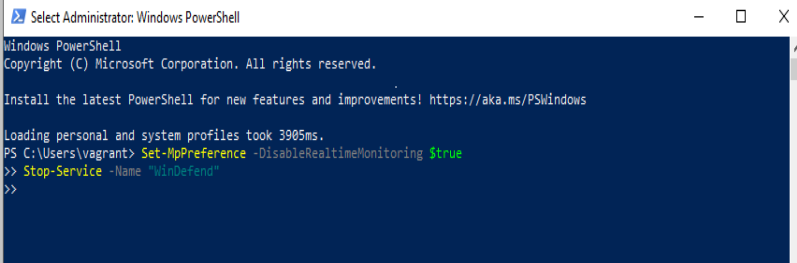 Select Administrator: Windows PowerShell
Windows PowerShell
Copyright (C) Microsoft Corporation. All rights reserved.
Install the latest PowerShell for new features and improvements! https://aka.ms/PSWindows
Loading personal and system profiles took 3905ms.
PS C:\Users\vagrant> Set-MpPreference -DisableRealtimeMonitoring $true
>> Stop-Service -Name "WinDefend"
>>